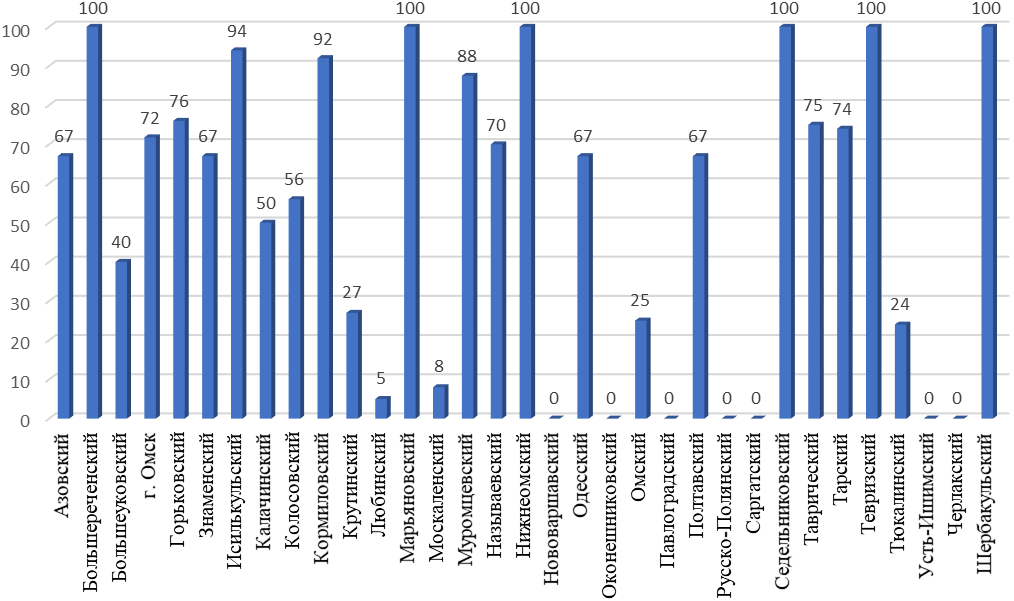 100
90
80
70
60
50
40
30
20
10
0
67
100
40
72
76
67
94
50
56
92
27
5
100
8
88
70
100
0
67
0
25
0
67
0
0
100
75
74
100
24
0
0
100
Азовский
Большереченский
Большеуковский
г. Омск
Горьковский
Знаменский
Исилькульский
Калачинский
Колосовский
Кормиловский
Крутинский
Любинский
Марьяновский
Москаленский
Муромцевский
Называевский
Нижнеомский
Нововаршавский
Одесский
Оконешниковский
Омский
Павлоградский
Полтавский
Русско-Полянский
Саргатский
Седельниковский
Таврический
Тарский
Тевризский
Тюкалинский
Усть-Ишимский
Черлакский
Шербакульский